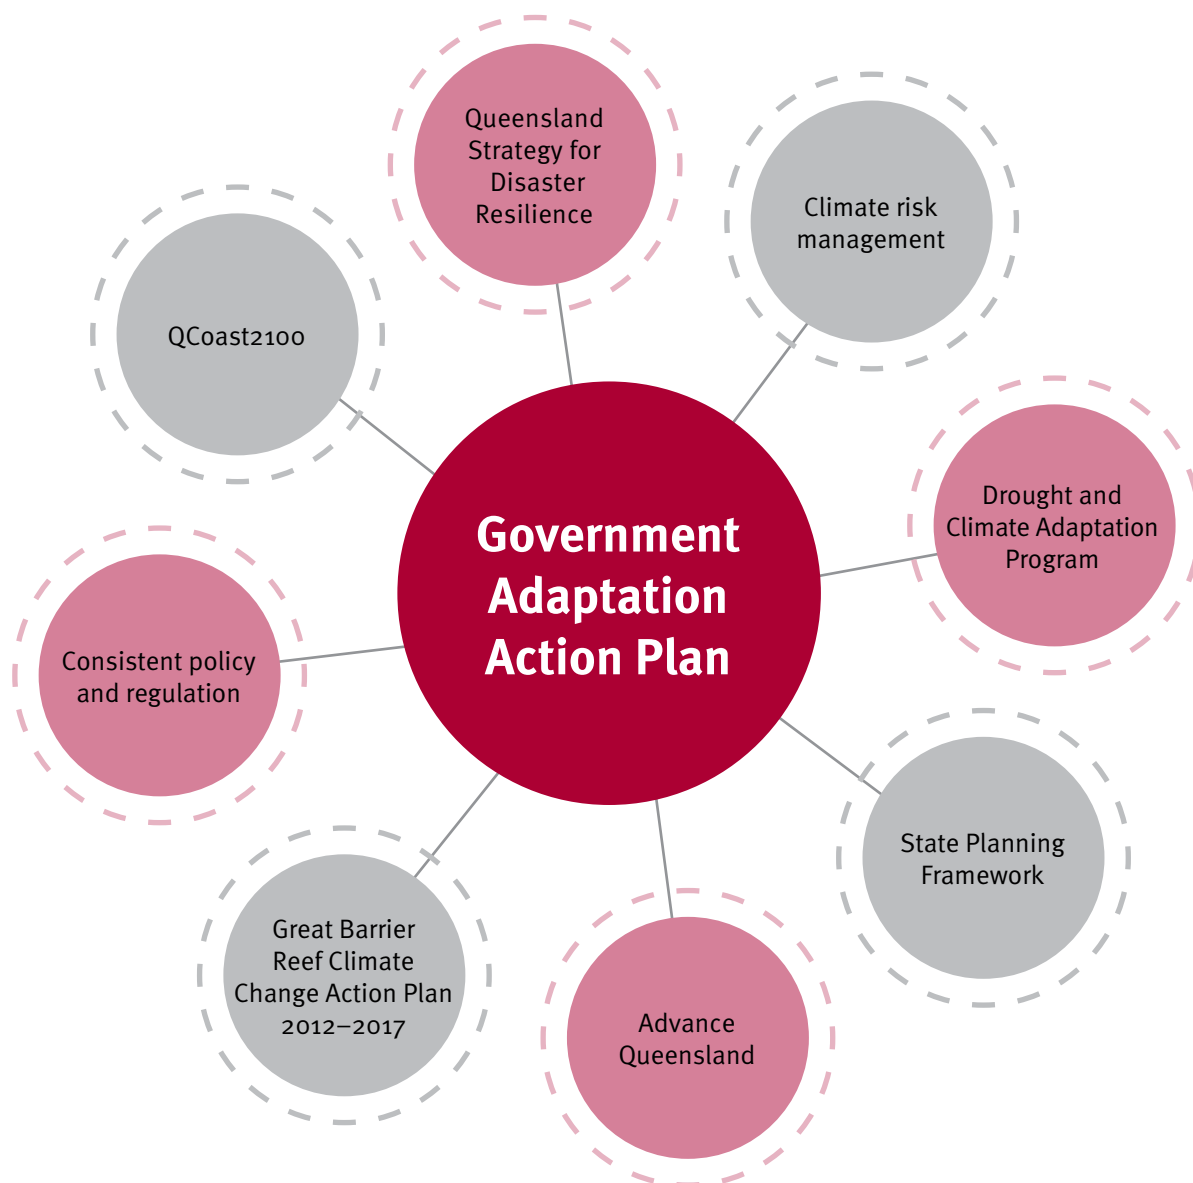 Queensland
Strategy for
Disaster
Resilience
Climate risk
management
QCoast2100
Drought and
Climate Adaptation
Program
Government
Adaptation
Action Plan
Consistent policy
and regulation
State Planning
Framework
Great Barrier
Reef Climate
Change Action Plan
2012–2017
Advance
Queensland